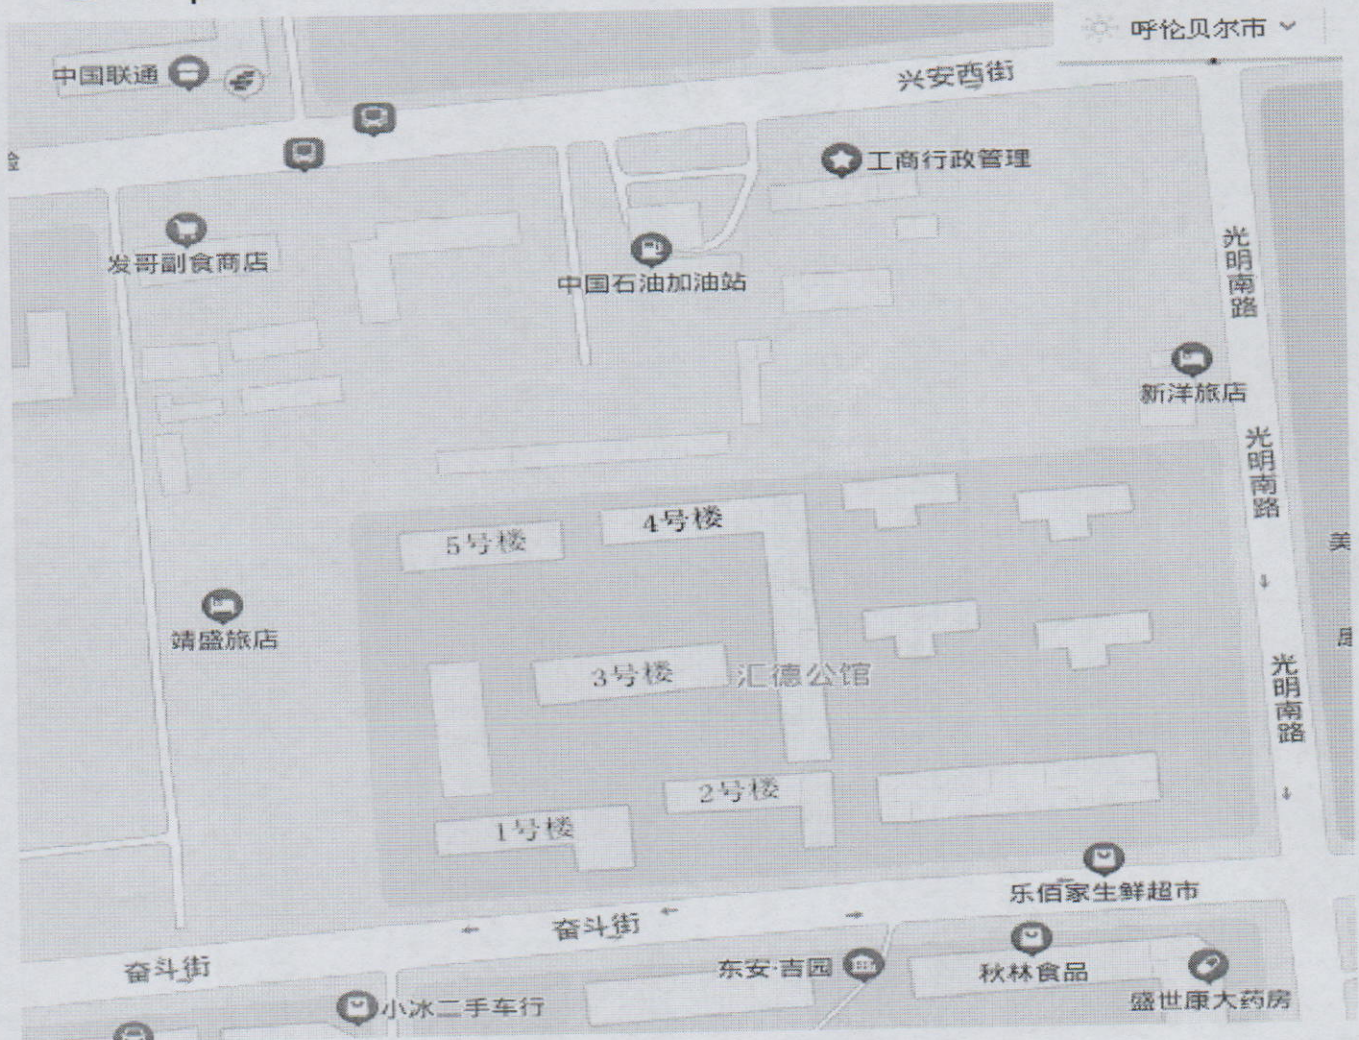 呼伦贝尔市
兴安西街
中国联通
工商行政管理
发哥副食商店
中国石油加油站
光明南路
新洋旅店
光明南路
4号楼
5号楼
美
靖盛旅店
3号楼
汇德公馆
光明南路
2号楼
1号楼
乐佰家生鲜超市
奋斗街
奋斗街
东安·吉园
秋林食品
盛世康大药房
小冰二手车行